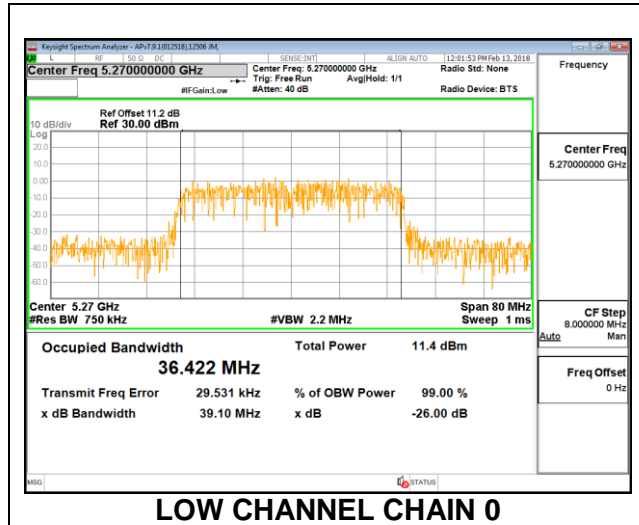 Keysight Spectrum Analyzer - APv7.9.1(012518),12506 JM,
L RF 50 Ω DC SENSE:INT ALIGN AUTO 12:01:53 PM Feb 13, 2018
Center Freq 5.270000000 GHz Center Freq: 5.270000000 GHz Radio Std: None Frequency
Trig: Free Run Avg|Hold: 1/1
#IFGain:Low #Atten: 40 dB Radio Device: BTS
Ref Offset 11.2 dB
10 dB/div Ref 30.00 dBm
Log
20.0
10.0
0.00
-10.0
-20.0
-30.0
-40.0
-50.0
-60.0
Center Freq
5.270000000 GHz
Center 5.27 GHz Span 80 MHz
#Res BW 750 kHz #VBW 2.2 MHz Sweep 1 ms
CF Step
8.000000 MHz
Auto Man
Occupied Bandwidth Total Power 11.4 dBm
36.422 MHz
Transmit Freq Error 29.531 kHz % of OBW Power 99.00 %
x dB Bandwidth 39.10 MHz x dB -26.00 dB
Freq Offset
0 Hz
MSG STATUS
LOW CHANNEL CHAIN 0